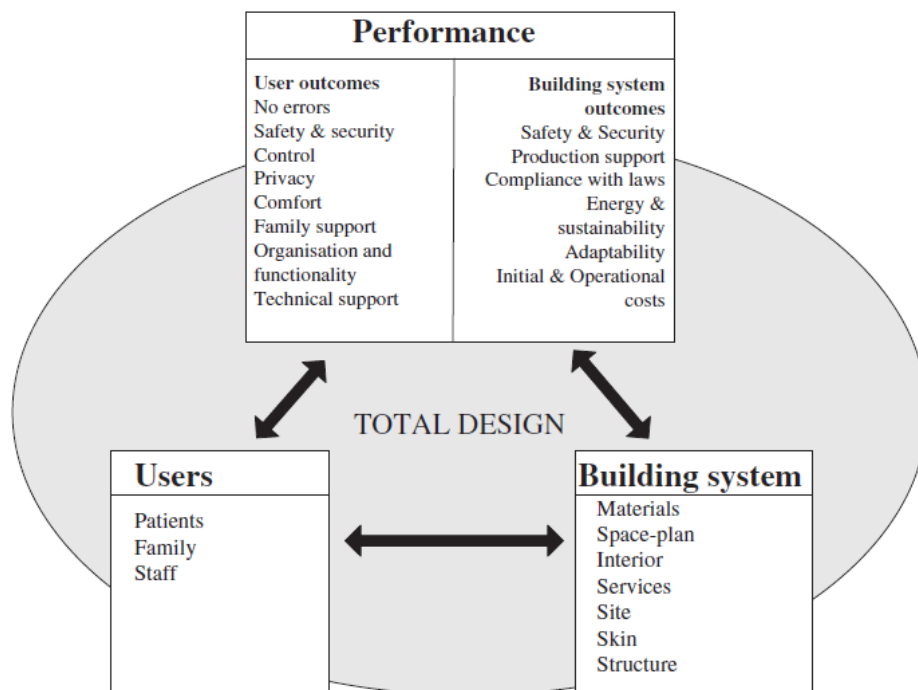 Performance
User outcomes
No errors
Safety & security
Control
Privacy
Comfort
Family support
Organisation and
functionality
Technical support
Building system
outcomes
Safety & Security
Production support
Compliance with laws
Energy &
sustainability
Adaptability
Initial & Operational
costs
TOTAL DESIGN
Users
Patients
Family
Staff
Building system
Materials
Space-plan
Interior
Services
Site
Skin
Structure